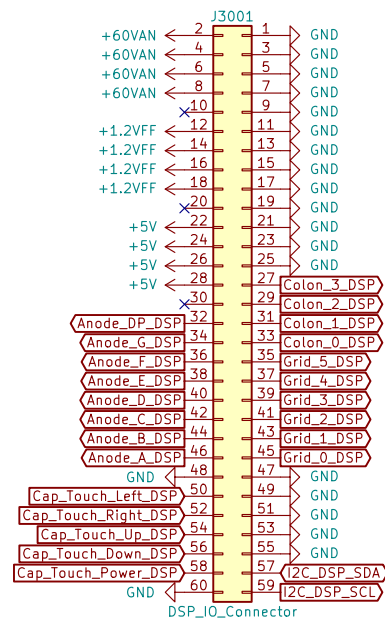 J3001
+60VAN 2 1 GND
+60VAN 4 3 GND
+60VAN 6 5 GND
+60VAN 8 7 GND
10 9 GND
+1.2VFF 12 11 GND
+1.2VFF 14 13 GND
+1.2VFF 16 15 GND
+1.2VFF 18 17 GND
20 19 GND
+5V 22 21 GND
+5V 24 23 GND
+5V 26 25 GND
+5V 28 27 Colon_3_DSP
30 29 Colon_2_DSP
Anode_DP_DSP 32 31 Colon_1_DSP
Anode_G_DSP 34 33 Colon_0_DSP
Anode_F_DSP 36 35 Grid_5_DSP
Anode_E_DSP 38 37 Grid_4_DSP
Anode_D_DSP 40 39 Grid_3_DSP
Anode_C_DSP 42 41 Grid_2_DSP
Anode_B_DSP 44 43 Grid_1_DSP
Anode_A_DSP 46 45 Grid_0_DSP
GND 48 47 GND
Cap_Touch_Left_DSP 50 49 GND
Cap_Touch_Right_DSP 52 51 GND
Cap_Touch_Up_DSP 54 53 GND
Cap_Touch_Down_DSP 56 55 GND
Cap_Touch_Power_DSP 58 57 I2C_DSP_SDA
GND 60 59 I2C_DSP_SCL
DSP_IO_Connector